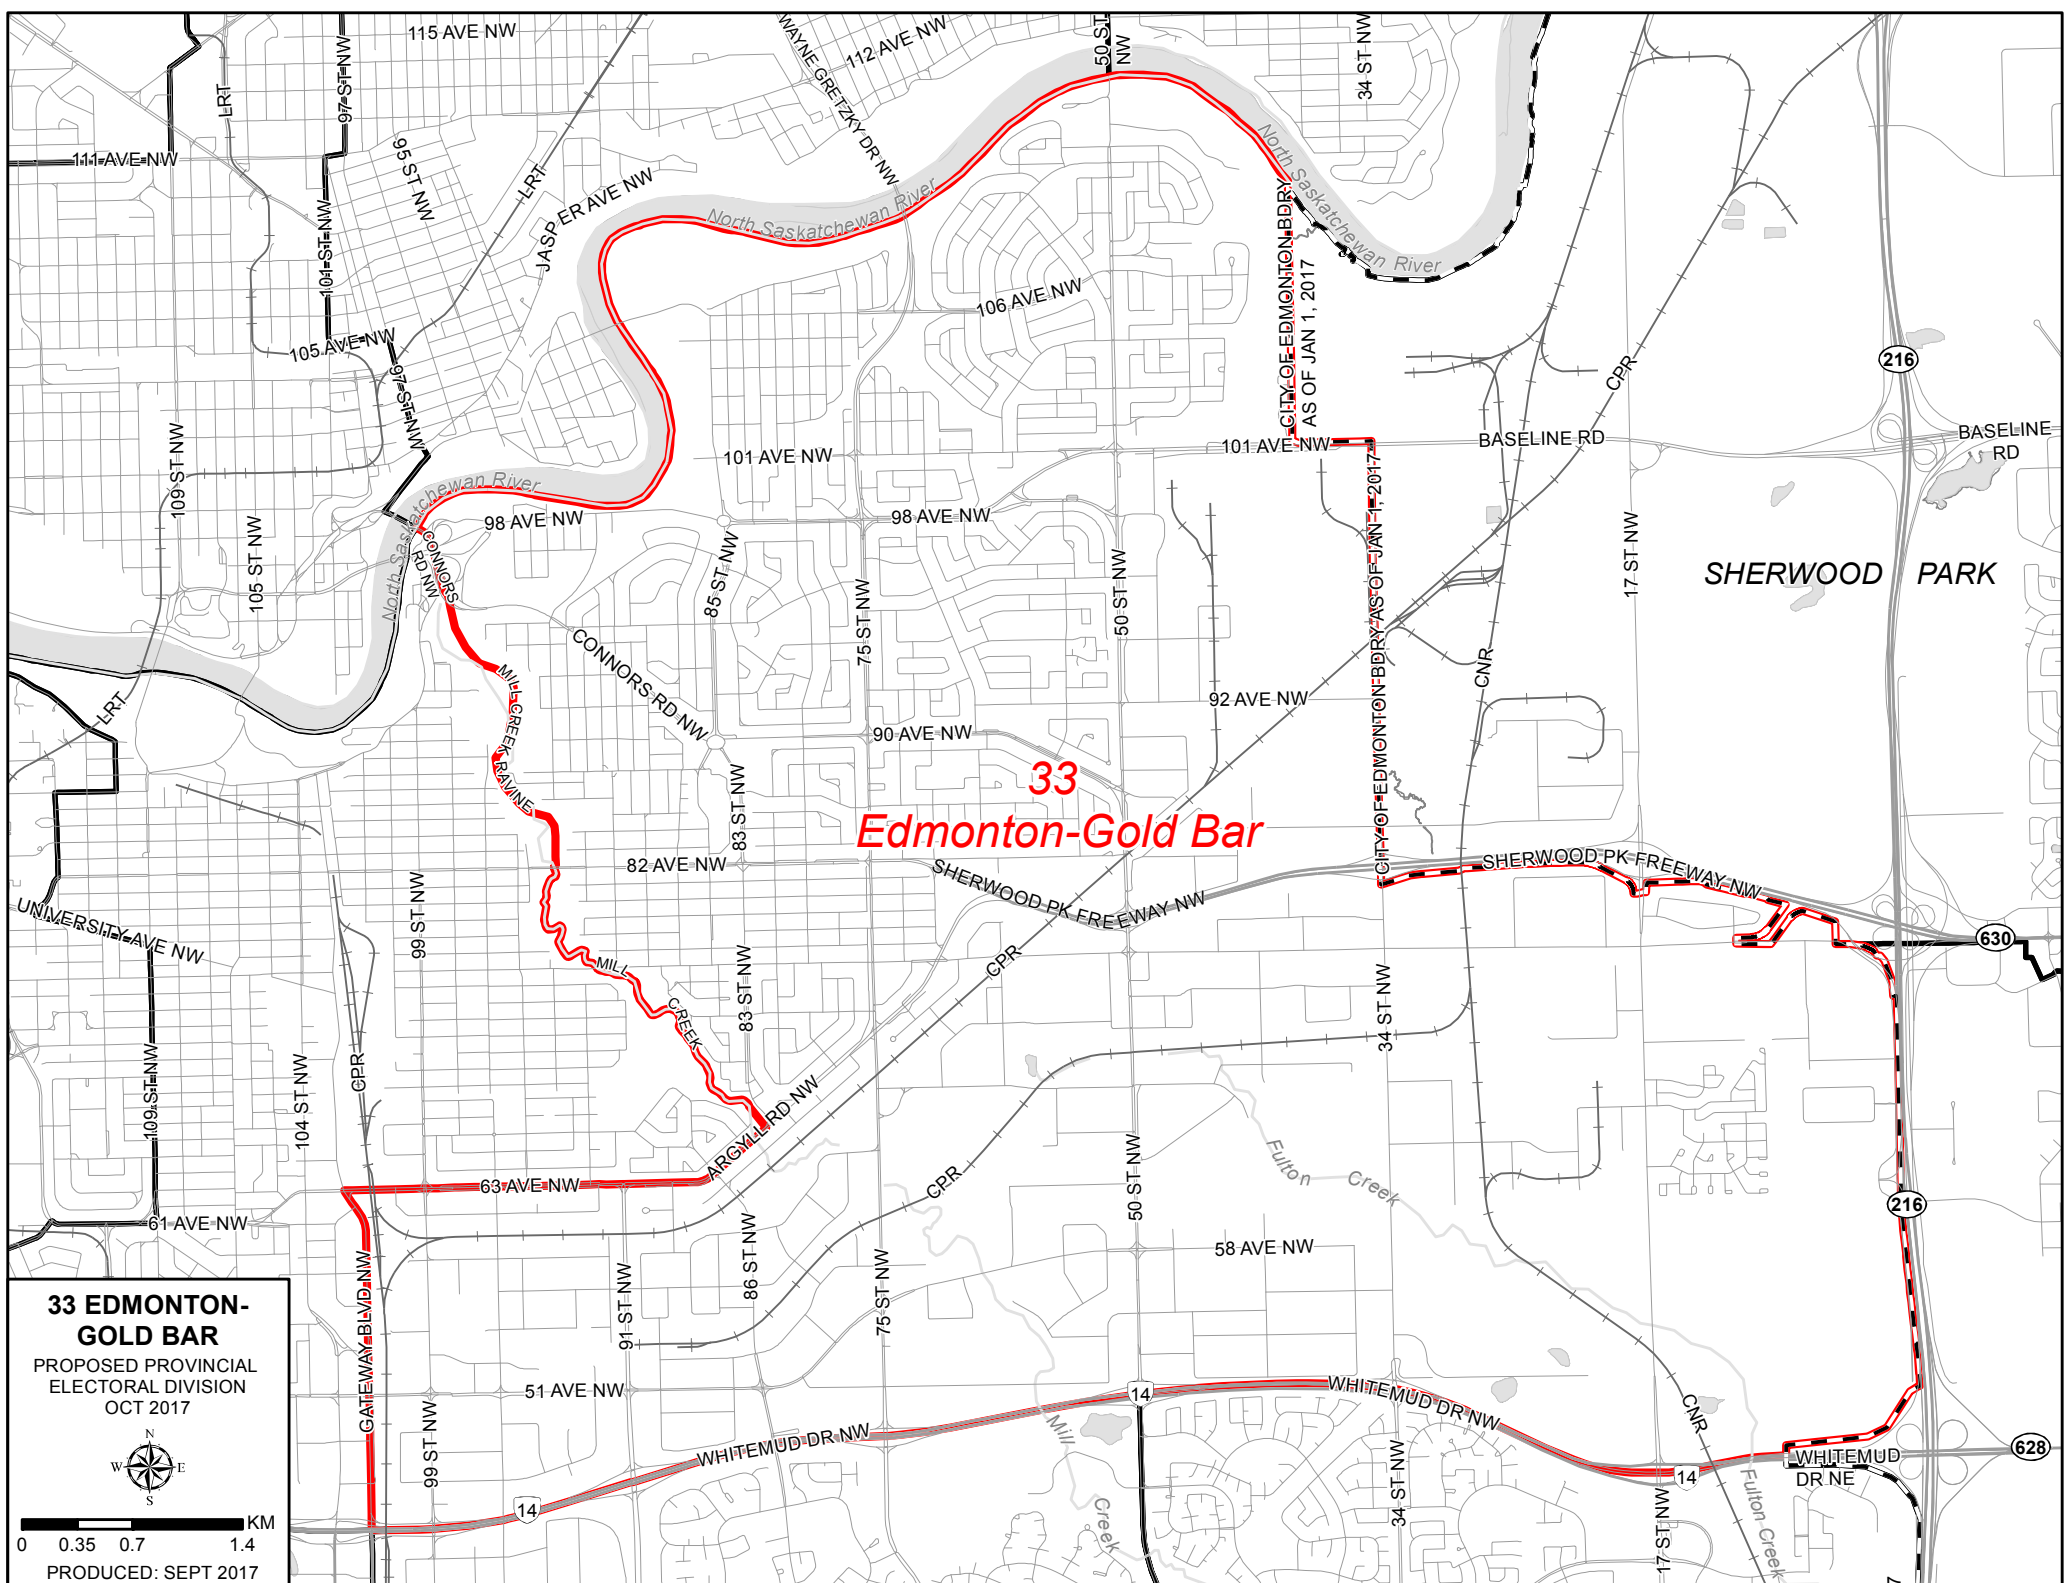 115 AVE NW
112 AVE NW
WAYNE GRETZKY DR NW
50 ST
NW
34 ST NW
LRT
97 ST NW
111 AVE NW
95 ST NW
LRT
JASPER AVE NW
North Saskatchewan River
North Saskatchewan River
101 ST NW
105 AVE NW
97 ST NW
106 AVE NW
CITY OF EDMONTON BDRY
AS OF JAN 1, 2017
CPR
216
109 ST NW
101 AVE NW
101 AVE NW
BASELINE RD
BASELINE
RD
North Saskatchewan River
98 AVE NW
98 AVE NW
105 ST NW
CONNORS
RD NW
85 ST NW
75 ST NW
50 ST NW
CITY OF EDMONTON BDRY AS OF JAN 1, 2017
17 ST NW
SHERWOOD PARK
CONNORS RD NW
MILL CREEK RAVINE
LRT
90 AVE NW
92 AVE NW
CNR
33
Edmonton-Gold Bar
83 ST NW
82 AVE NW
SHERWOOD PK FREEWAY NW
SHERWOOD PK FREEWAY NW
630
UNIVERSITY AVE NW
99 ST NW
MILL
CREEK
83 ST NW
CPR
34 ST NW
109 ST NW
104 ST NW
CPR
ARGYLL RD NW
63 AVE NW
61 AVE NW
CPR
50 ST NW
Fulton Creek
216
GATEWAY BLVD NW
91 ST NW
86 ST NW
75 ST NW
58 AVE NW
51 AVE NW
99 ST NW
WHITEMUD DR NW
14
14
WHITEMUD DR NW
14
Mill
Creek
34 ST NW
17 ST NW
CNR
Fulton Creek
WHITEMUD
DR NE
628
33 EDMONTON-
GOLD BAR
PROPOSED PROVINCIAL
ELECTORAL DIVISION
OCT 2017
N
W E
S
KM
0 0.35 0.7 1.4
PRODUCED: SEPT 2017